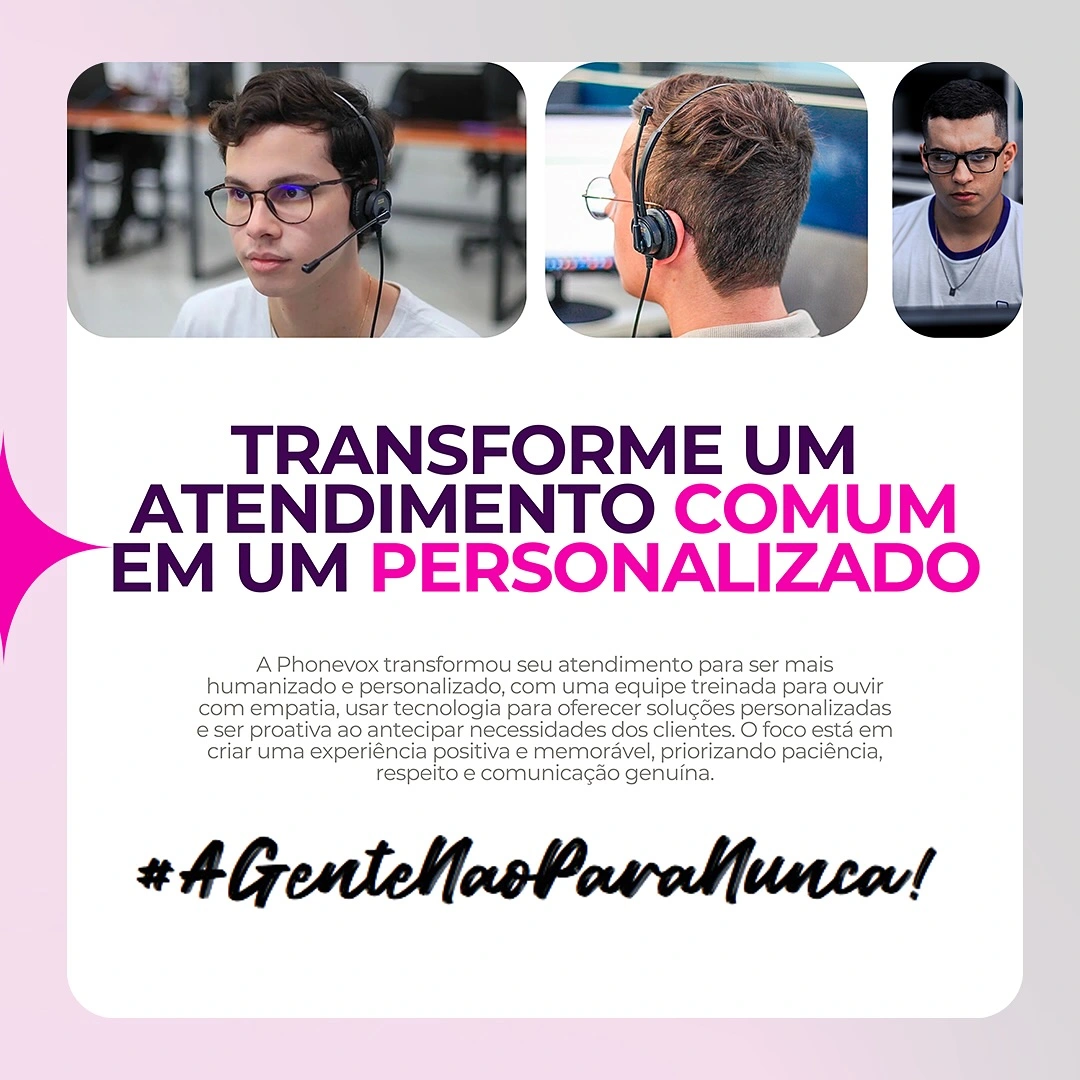 TRANSFORME UM
ATENDIMENTO COMUM
EM UM PERSONALIZADO
A Phonevox transformou seu atendimento para ser mais
humanizado e personalizado, com uma equipe treinada para ouvir
com empatia, usar tecnologia para oferecer soluções personalizadas
e ser proativa ao antecipar necessidades dos clientes. O foco está em
criar uma experiência positiva e memorável, priorizando paciência,
respeito e comunicação genuína.
#AGenteNaoParaNunca!